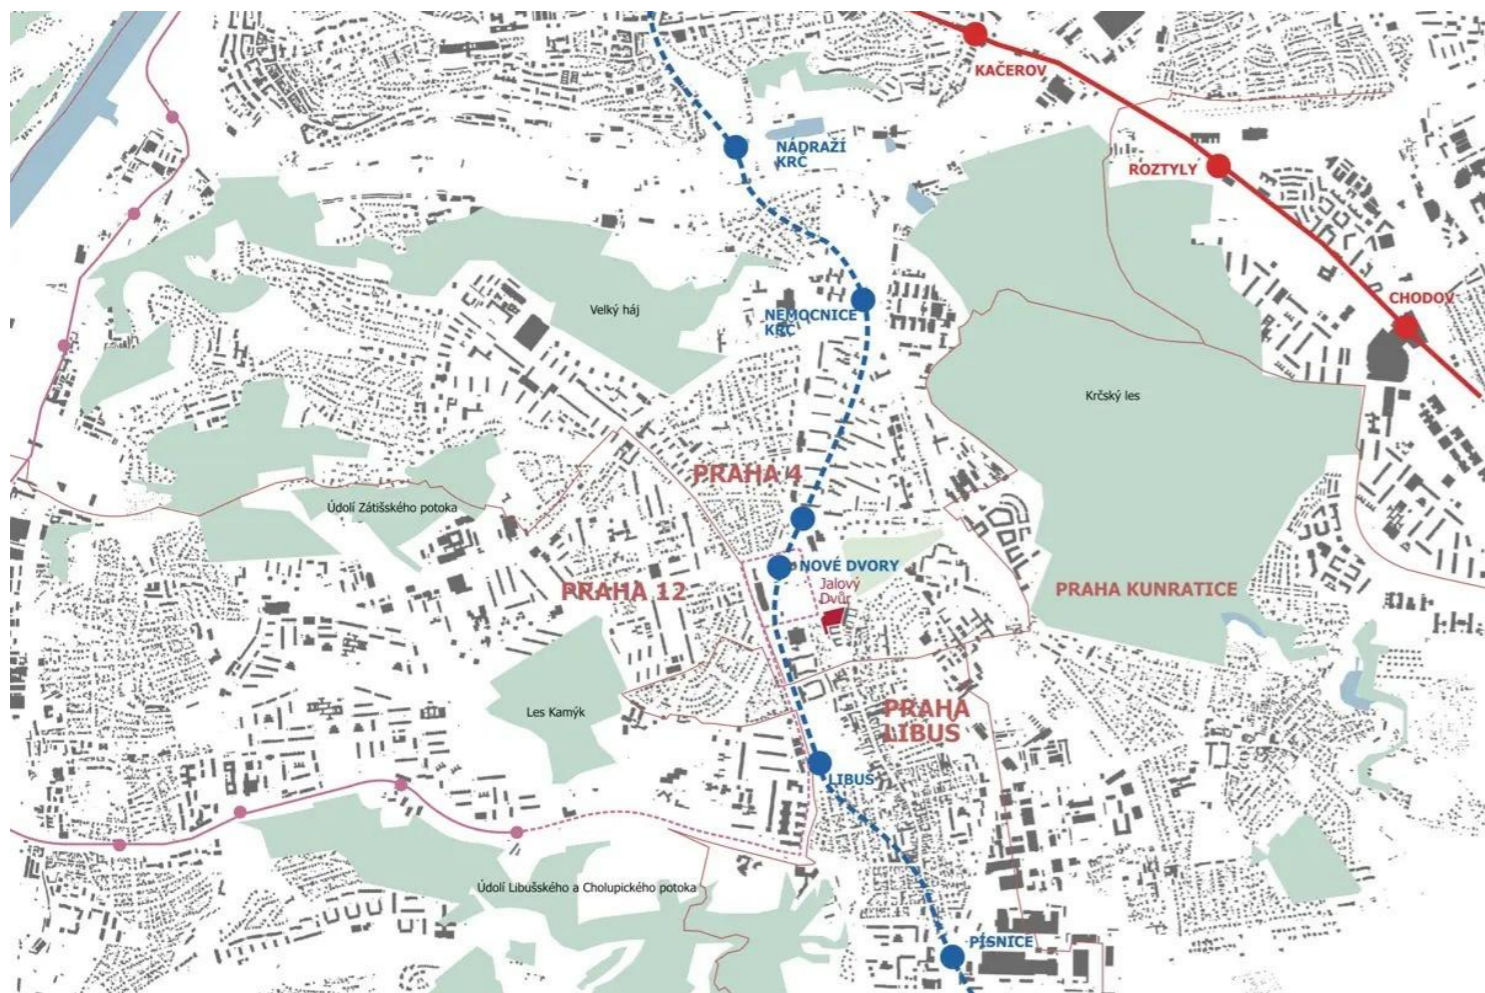 KAČEROV
NÁDRAŽÍ
KRČ
ROZTYLY
CHODOV
Velký háj
NEMOCNICE
KRČ
Krčský les
PRAHA 4
Údolí Zátišského potoka
NOVÉ DVORY
Jalový
Dvůr
PRAHA 12
PRAHA KUNRATICE
Les Kamýk
PRAHA
LIBUŠ
LIBUŠ
Údolí Libušského a Cholupického potoka
PÍSNICE